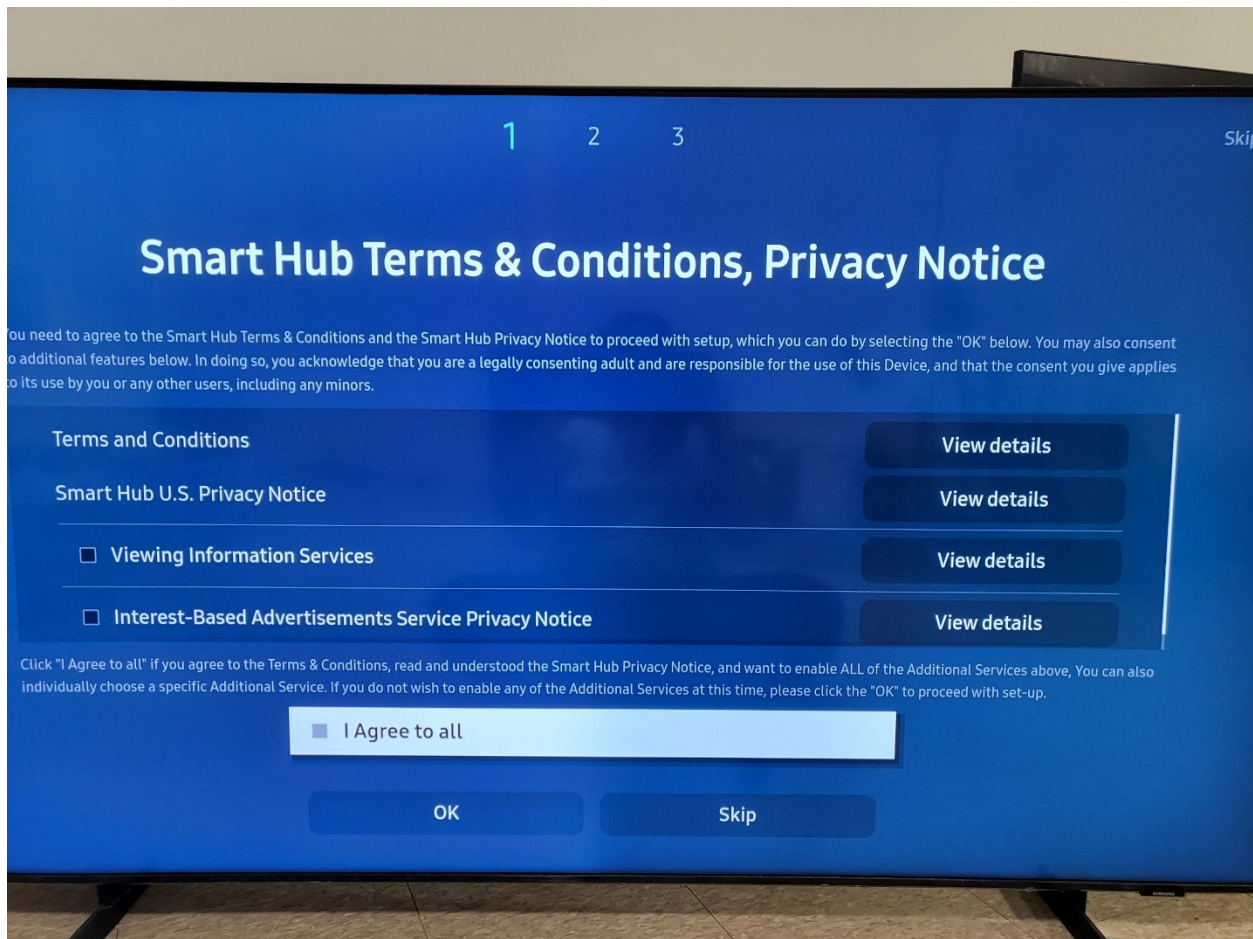 1 2 3
Skip
Smart Hub Terms & Conditions, Privacy Notice
You need to agree to the Smart Hub Terms & Conditions and the Smart Hub Privacy Notice to proceed with setup, which you can do by selecting the "OK" below. You may also consent
to additional features below. In doing so, you acknowledge that you are a legally consenting adult and are responsible for the use of this Device, and that the consent you give applies
to its use by you or any other users, including any minors.
Terms and Conditions View details
Smart Hub U.S. Privacy Notice View details
Viewing Information Services View details
Interest-Based Advertisements Service Privacy Notice View details
Click "I Agree to all" if you agree to the Terms & Conditions, read and understood the Smart Hub Privacy Notice, and want to enable ALL of the Additional Services above, You can also
individually choose a specific Additional Service. If you do not wish to enable any of the Additional Services at this time, please click the "OK" to proceed with set-up.
I Agree to all
OK Skip
SAMSUNG